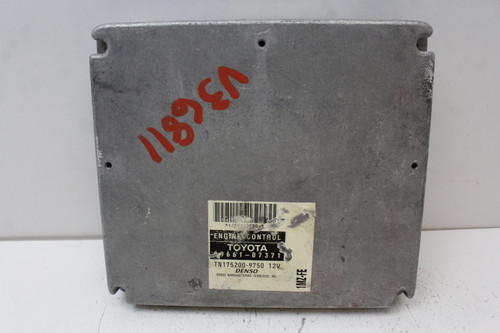 V36811
ENGINE CONTROL
TOYOTA
89661-07371
TN175200-9750 12V
DENSO
1MZ-FE